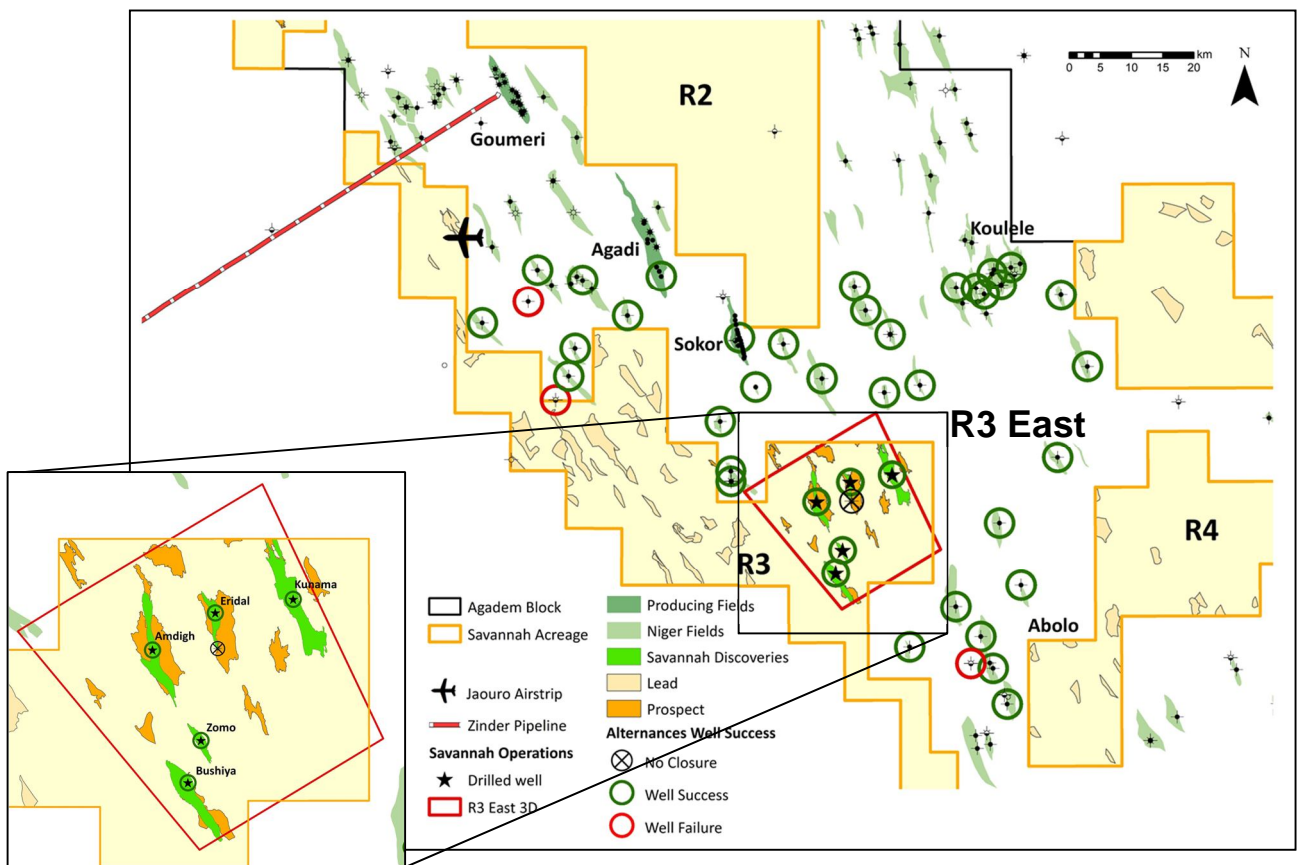 km
0 5 10 15 20
N
R2
Goumeri
Koulele
Agadi
Sokor
R3 East
R4
R3
Abolo
Kunama
Eridal
Amdigh
Zomo
Bushiya
Agadem Block
Savannah Acreage
Jaouro Airstrip
Zinder Pipeline
Savannah Operations
Drilled well
R3 East 3D
Producing Fields
Niger Fields
Savannah Discoveries
Lead
Prospect
Alternances Well Success
No Closure
Well Success
Well Failure